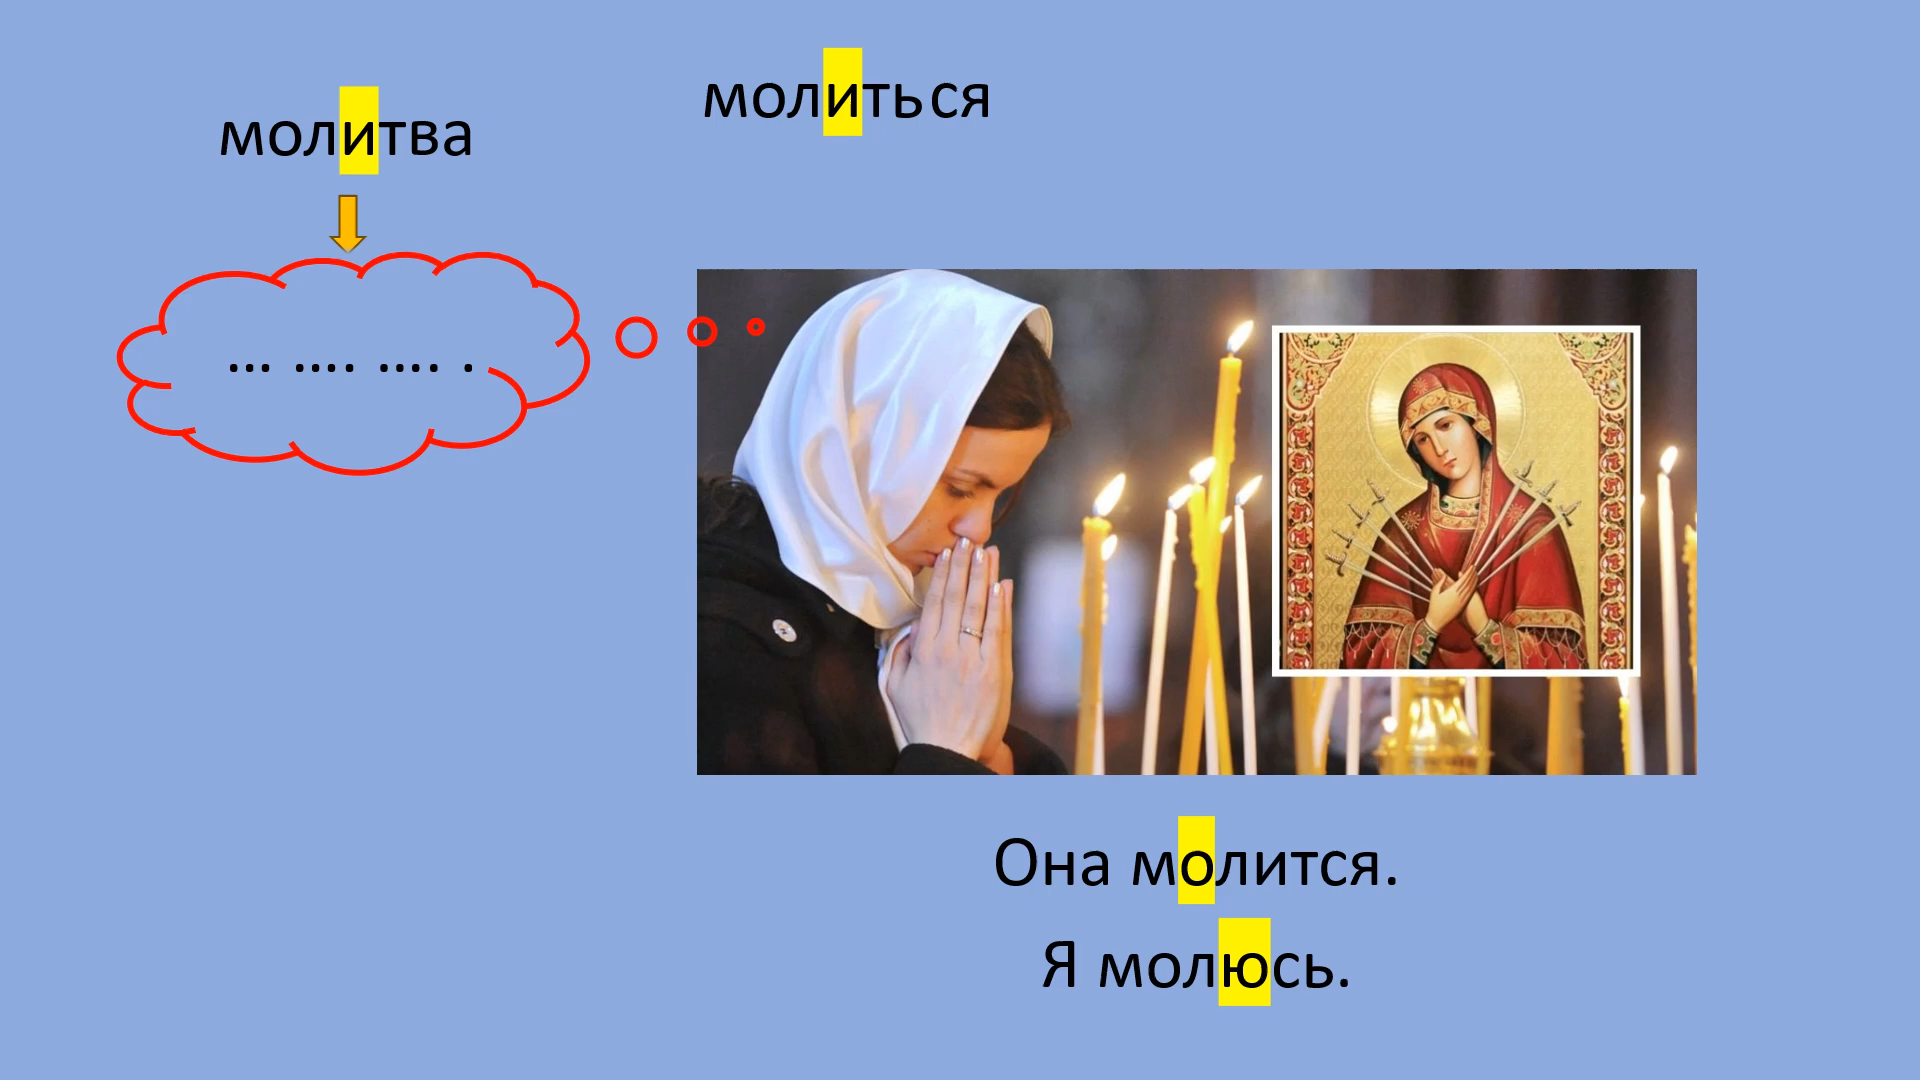 молитва
молиться
... .... .... .
Она молится.
Я молюсь.